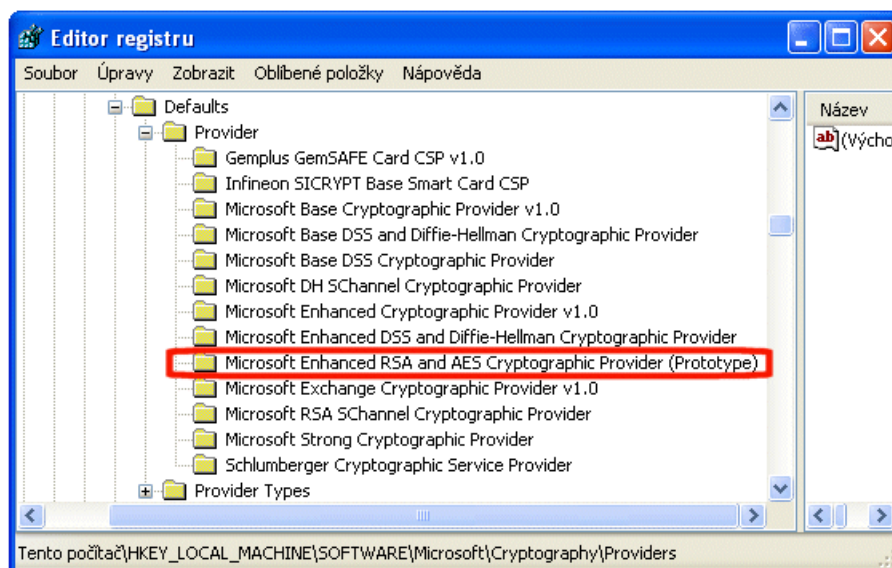 Editor registru
Soubor Úpravy Zobrazit Oblíbené položky Nápověda
Defaults
Provider
Gemplus GemSAFE Card CSP v1.0
Infineon SICRYPT Base Smart Card CSP
Microsoft Base Cryptographic Provider v1.0
Microsoft Base DSS and Diffie-Hellman Cryptographic Provider
Microsoft Base DSS Cryptographic Provider
Microsoft DH SChannel Cryptographic Provider
Microsoft Enhanced Cryptographic Provider v1.0
Microsoft Enhanced DSS and Diffie-Hellman Cryptographic Provider
Microsoft Enhanced RSA and AES Cryptographic Provider (Prototype)
Microsoft Exchange Cryptographic Provider v1.0
Microsoft RSA SChannel Cryptographic Provider
Microsoft Strong Cryptographic Provider
Schlumberger Cryptographic Service Provider
Provider Types
Název
ab (Výcho
Tento počítač\HKEY_LOCAL_MACHINE\SOFTWARE\Microsoft\Cryptography\Providers